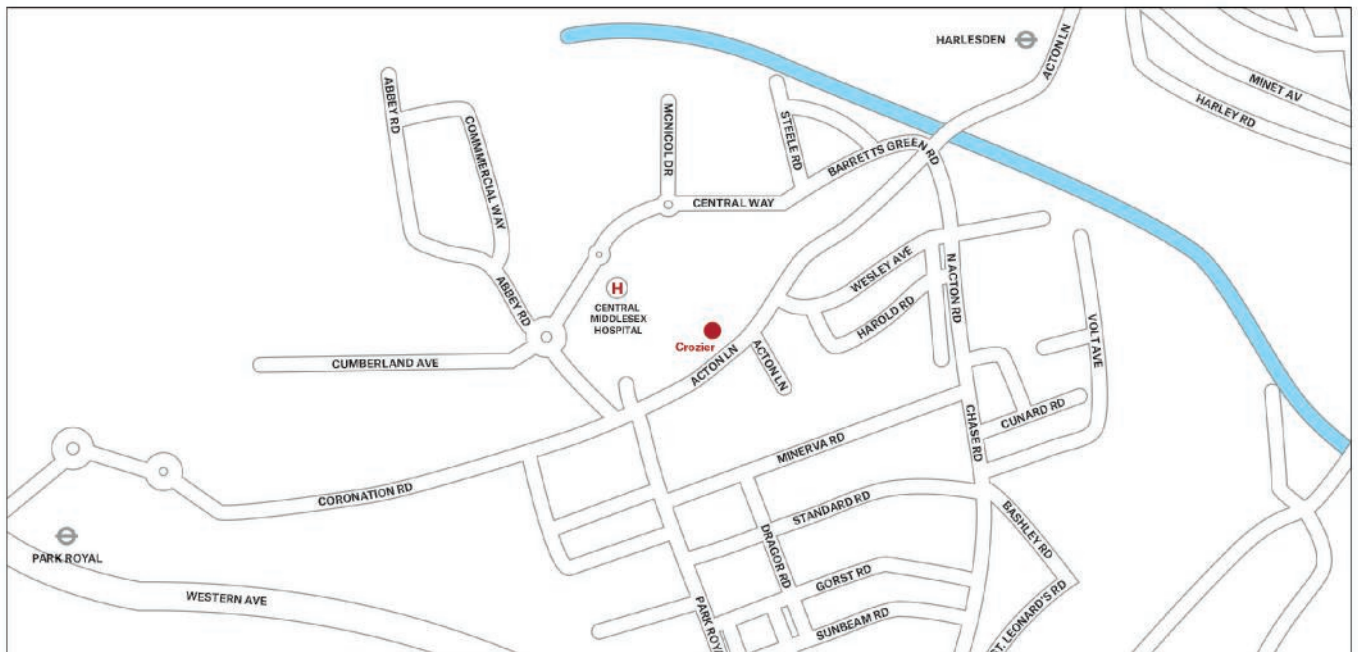 HARLESDEN
ACTON LN
MINET AV
HARLEY RD
ABBEY RD
COMMMERCIAL WAY
MCNICOL DR
STEELE RD
BARRETTS GREEN RD
CENTRAL WAY
ABBEY RD
H
CENTRAL
MIDDLESEX
HOSPITAL
WESLEY AVE
N ACTON RD
HAROLD RD
VOLT AVE
Crozier
ACTON LN
ACTON LN
CUMBERLAND AVE
CUNARD RD
CHASE RD
MINERVA RD
CORONATION RD
STANDARD RD
BASHLEY RD
DRAGOR RD
PARK ROYAL
GORST RD
WESTERN AVE
SUNBEAM RD
ST. LEONARD'S RD